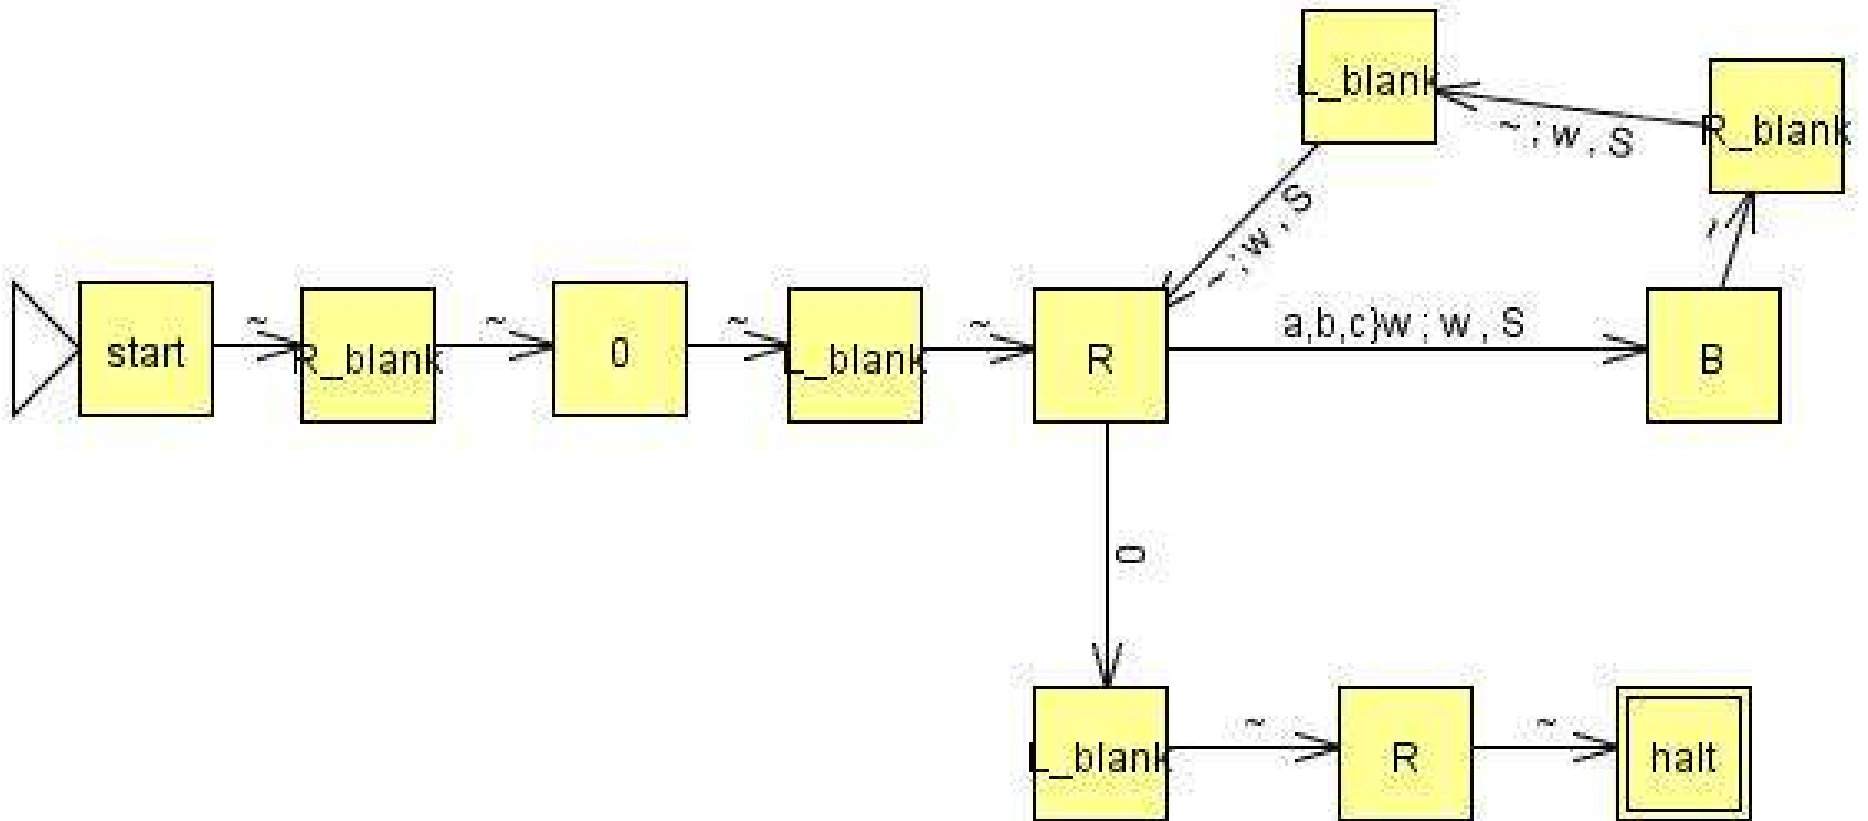 L_blank
R_blank
~ ; w , S
~ ; w , S
start
~
R_blank
~
0
~
L_blank
~
R
a,b,c}w ; w , S
B
~
0
L_blank
~
R
~
halt